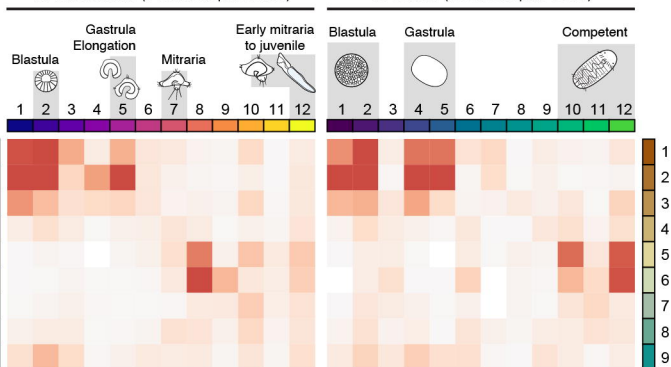 Gastrula
Elongation
Early mitraria
to juvenile
Blastula
Mitraria
Blastula
Gastrula
Competent
1 2 3 4 5 6 7 8 9 10 11 12
1 2 3 4 5 6 7 8 9 10 11 12
1
2
3
4
5
6
7
8
9